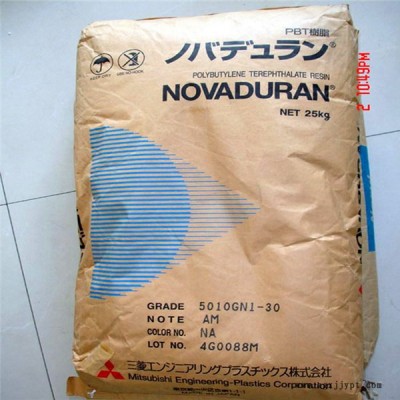 PBT樹脂
ノバデュラン®
POLYBUTYLENE TEREPHTHALATE RESIN
NOVADURAN®
NET 25kg
GRADE 5010GN1-30
NOTE AM
COLOR NO. NA
LOT NO. 4G0088M
三菱エンジニアリングプラスチックス株式会社
Mitsubishi Engineering-Plastics Corporation